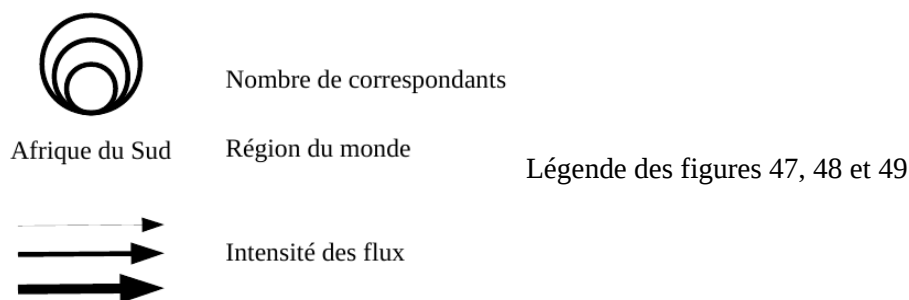 Nombre de correspondants
Afrique du Sud
Région du monde
Légende des figures 47, 48 et 49
Intensité des flux